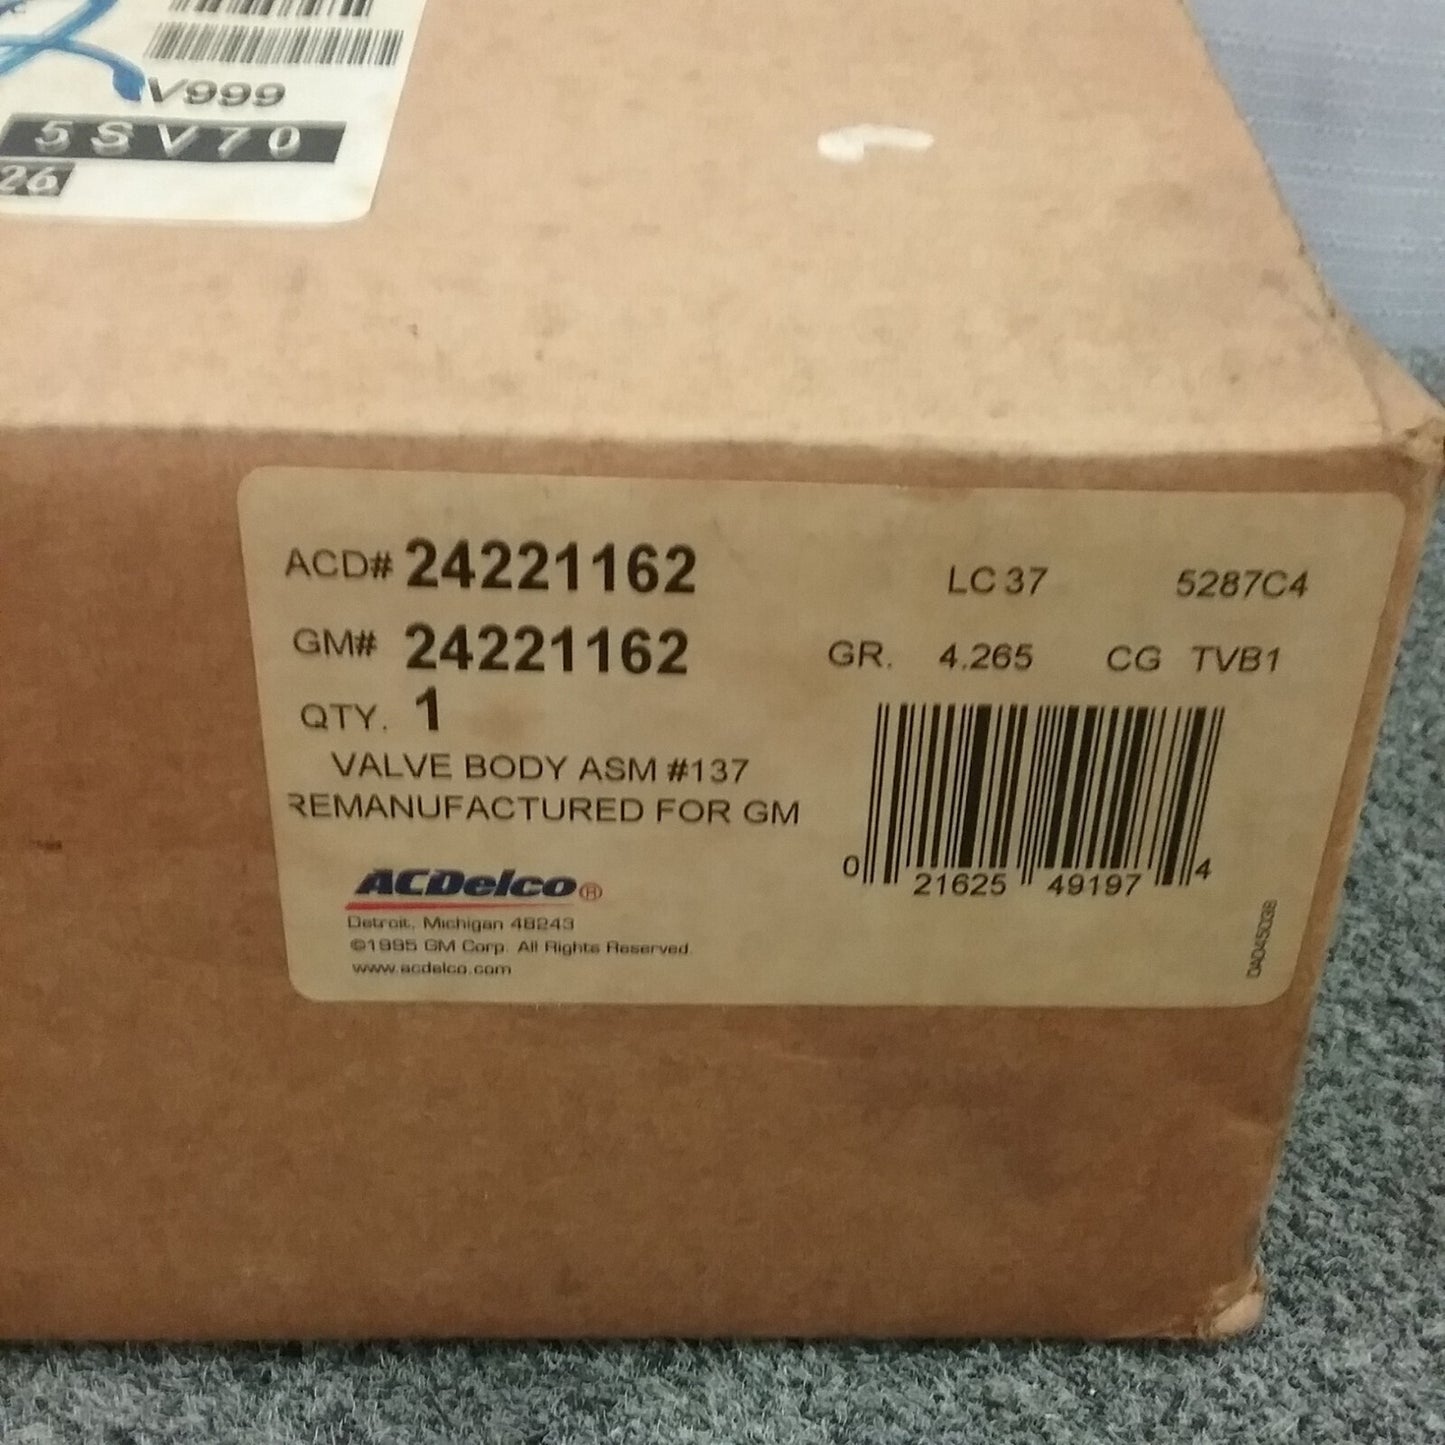 V999
5SV70
26
ACD# 24221162 LC 37 5287C4
GM# 24221162 GR. 4.265 CG TVB1
QTY. 1
VALVE BODY ASM #137
REMANUFACTURED FOR GM
0 21625 49197 4
ACDelco®
Detroit, Michigan 48243
©1995 GM Corp. All Rights Reserved.
www.acdelco.com